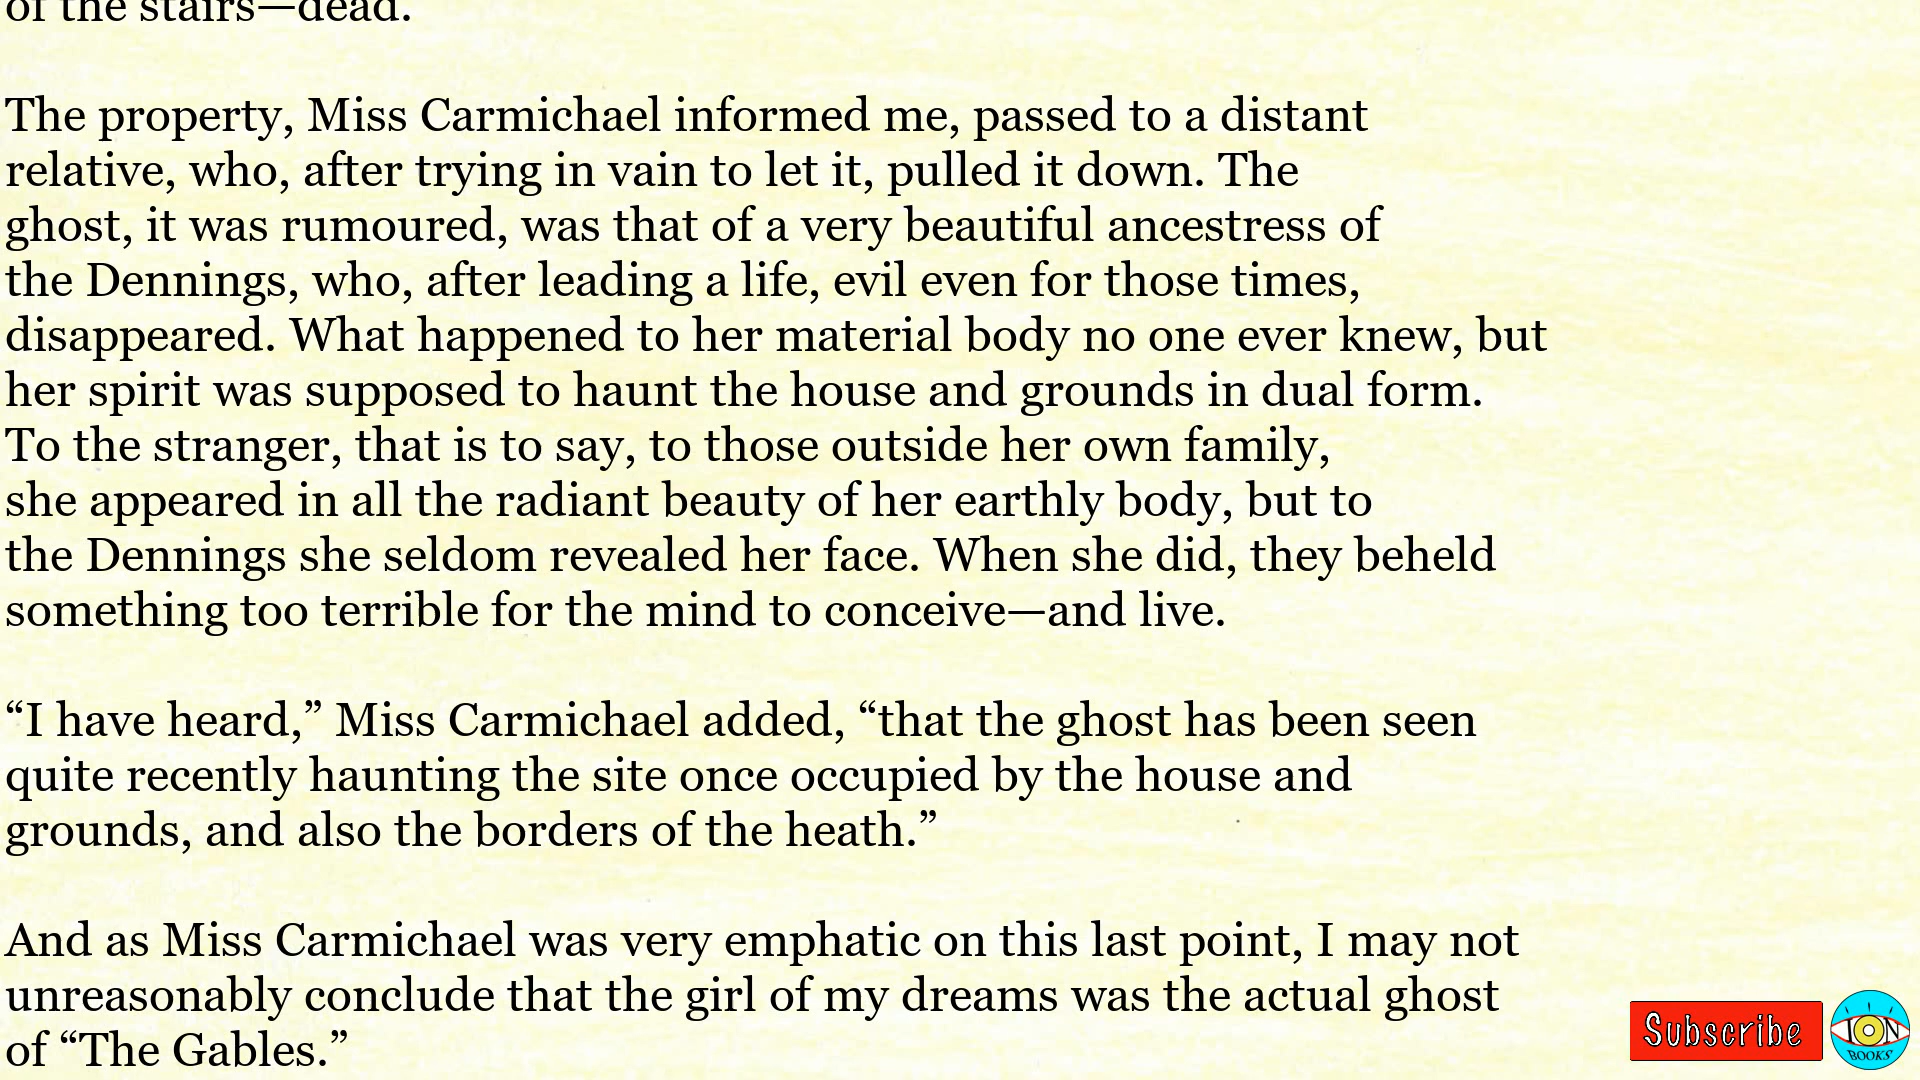 of the stairs—dead.
The property, Miss Carmichael informed me, passed to a distant
relative, who, after trying in vain to let it, pulled it down. The
ghost, it was rumoured, was that of a very beautiful ancestress of
the Dennings, who, after leading a life, evil even for those times,
disappeared. What happened to her material body no one ever knew, but
her spirit was supposed to haunt the house and grounds in dual form.
To the stranger, that is to say, to those outside her own family,
she appeared in all the radiant beauty of her earthly body, but to
the Dennings she seldom revealed her face. When she did, they beheld
something too terrible for the mind to conceive—and live.
“I have heard,” Miss Carmichael added, “that the ghost has been seen
quite recently haunting the site once occupied by the house and
grounds, and also the borders of the heath.”
And as Miss Carmichael was very emphatic on this last point, I may not
unreasonably conclude that the girl of my dreams was the actual ghost
of “The Gables.”
Subscribe
ION
BOOKS